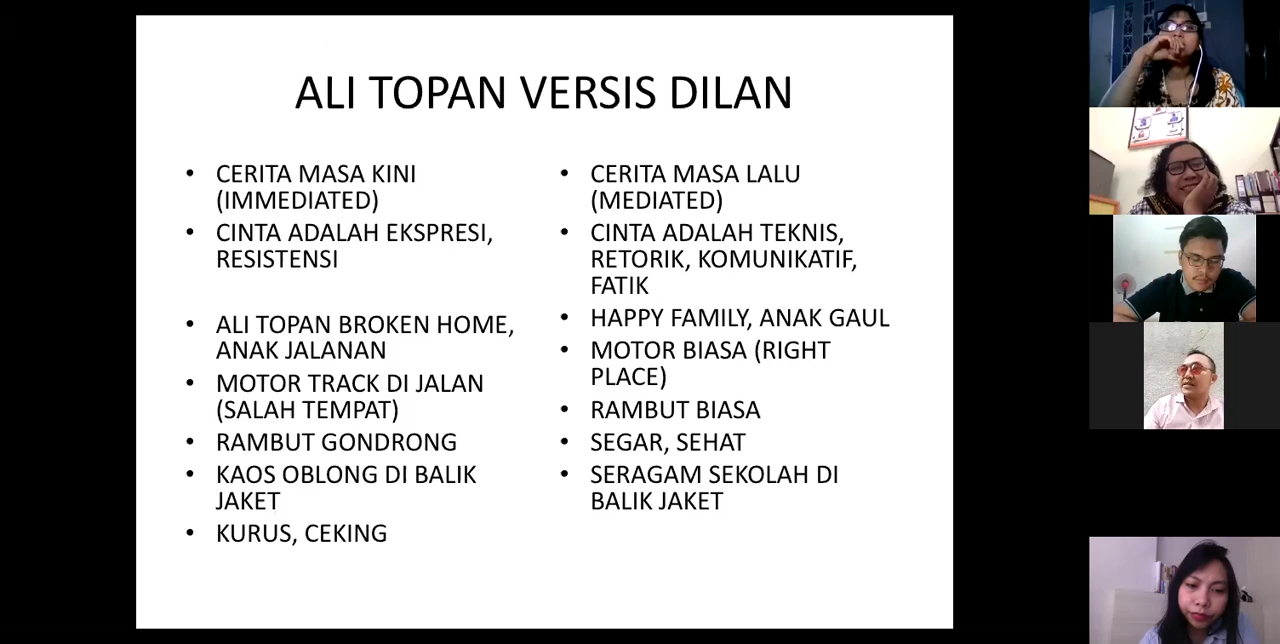 ALI TOPAN VERSIS DILAN
• CERITA MASA KINI
(IMMEDIATED)
• CINTA ADALAH EKSPRESI,
RESISTENSI
• ALI TOPAN BROKEN HOME,
ANAK JALANAN
• MOTOR TRACK DI JALAN
(SALAH TEMPAT)
• RAMBUT GONDRONG
• KAOS OBLONG DI BALIK
JAKET
• KURUS, CEKING
• CERITA MASA LALU
(MEDIATED)
• CINTA ADALAH TEKNIS,
RETORIK, KOMUNIKATIF,
FATIK
• HAPPY FAMILY, ANAK GAUL
• MOTOR BIASA (RIGHT
PLACE)
• RAMBUT BIASA
• SEGAR, SEHAT
• SERAGAM SEKOLAH DI
BALIK JAKET